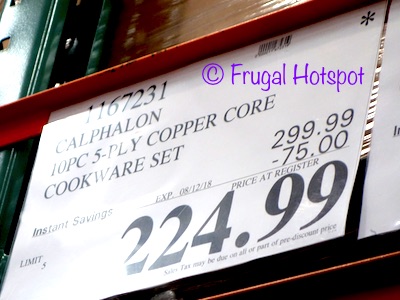 *
© Frugal Hotspot
1167231
CALPHALON
10PC 5-PLY COPPER CORE
COOKWARE SET
299.99
-75.00
EXP 08/12/18 PRICE AT REGISTER
Instant Savings
224.99
LIMIT 5
Sales Tax may be due on all or part of pre-discount price